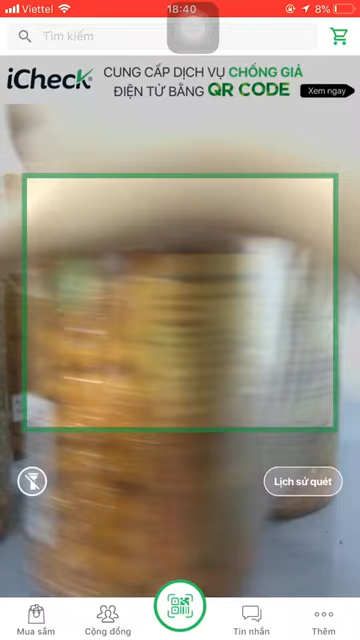 Viettel
18:40
8%
Tìm kiếm
iCheck
CUNG CẤP DỊCH VỤ CHỐNG GIẢ
ĐIỆN TỬ BẰNG QR CODE
Xem ngay
Lịch sử quét
Mua sắm
Cộng đồng
Tin nhắn
Thêm